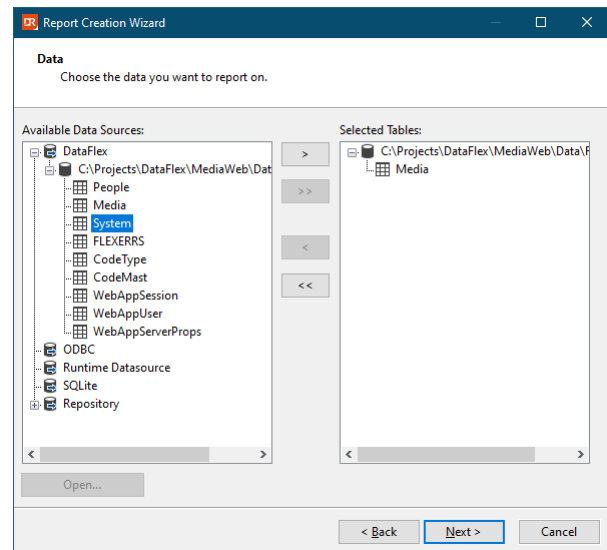 DR Report Creation Wizard
Data
Choose the data you want to report on.
Available Data Sources:
DataFlex
C:\Projects\DataFlex\MediaWeb\Dat
People
Media
System
FLEXERRS
CodeType
CodeMast
WebAppSession
WebAppUser
WebAppServerProps
ODBC
Runtime Datasource
SQLite
Repository
Open...
>
>>
<
<<
Selected Tables:
C:\Projects\DataFlex\MediaWeb\Data\F
Media
< Back
Next >
Cancel